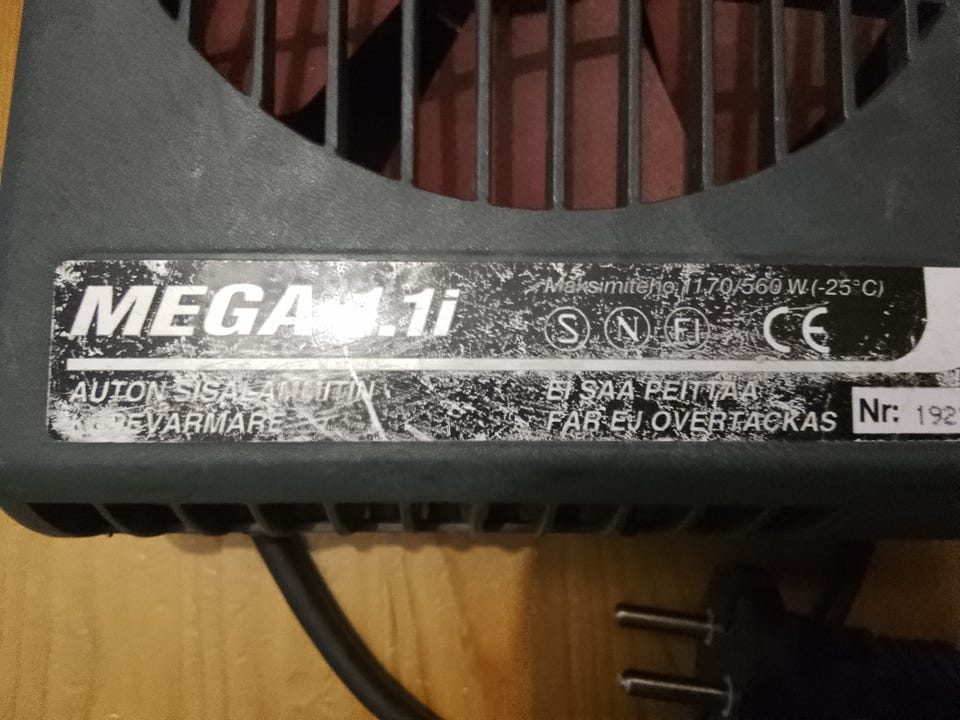 MEGA 1.1i
Maksimiteho 1170/560 W (-25°C)
S N FI CE
AUTON SISÄLÄMMITIN
EI SAA PEITTÄÄ
KUPEVÄRMARE
FÅR EJ ÖVERTÄCKAS
Nr: 192